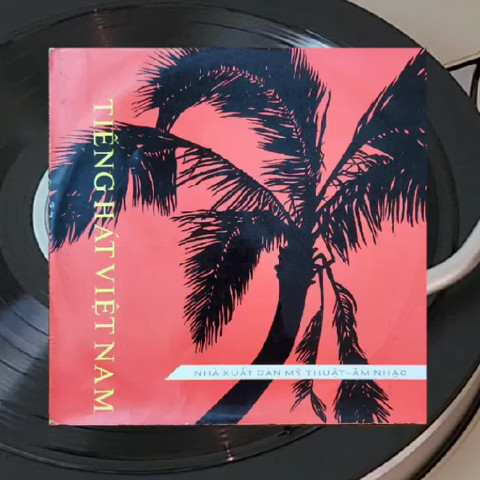 TIẾNG HÁT VIỆT NAM
NHÀ XUẤT BẢN MỸ THUẬT-ÂM NHẠC